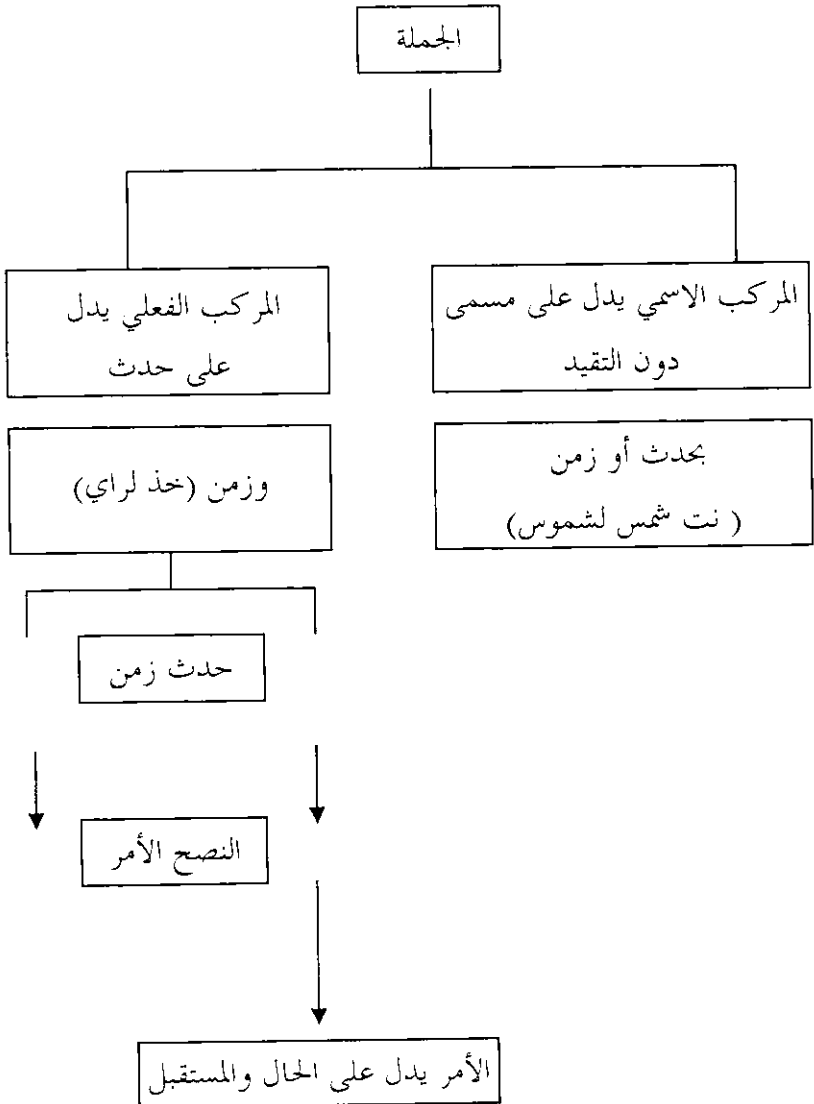 الجملة
المركب الاسمي يدل على مسمى
دون التقيد
بحدث أو زمن
( نت شمس لشموس)
المركب الفعلي يدل
على حدث
وزمن (خذ لراي)
حدث زمن
النصح الأمر
الأمر يدل على الحال والمستقبل